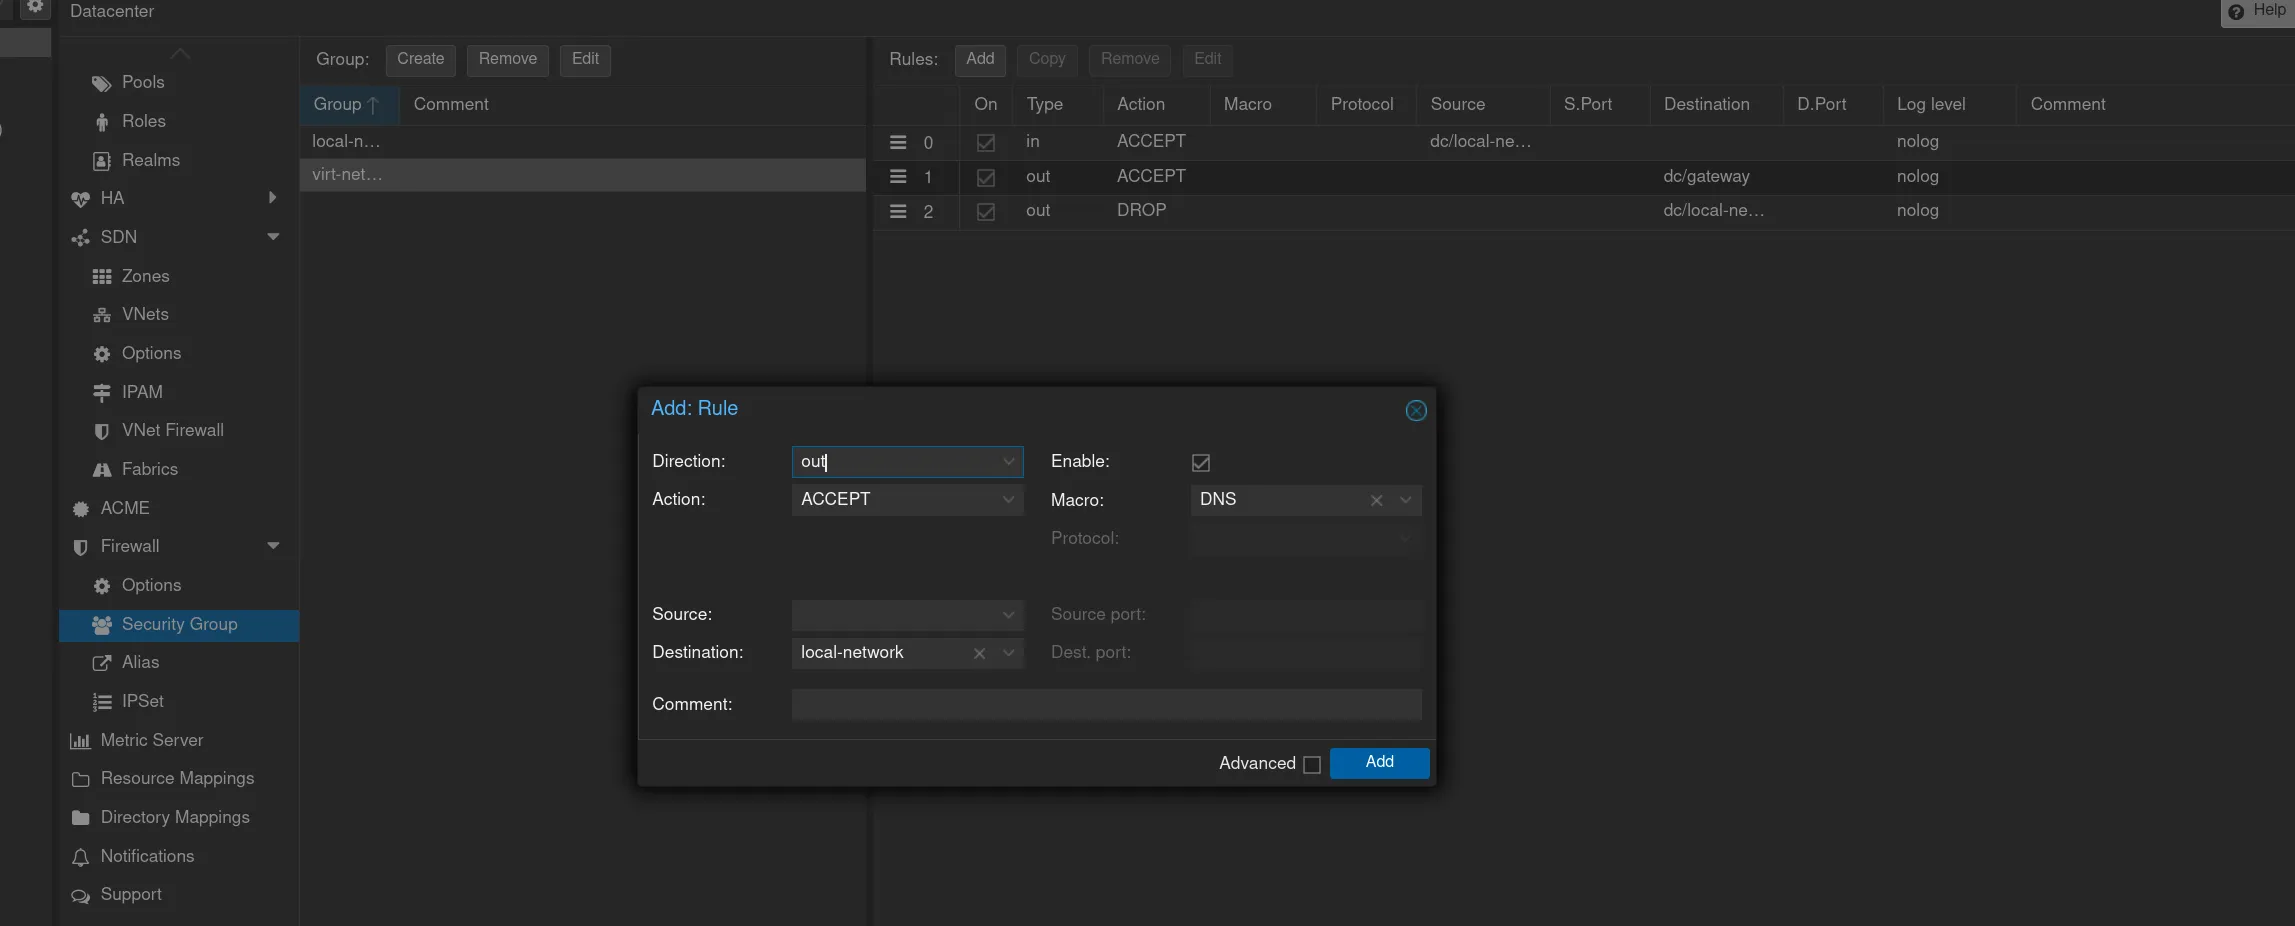 Datacenter
Help
Pools
Roles
Realms
HA
SDN
Zones
VNets
Options
IPAM
VNet Firewall
Fabrics
ACME
Firewall
Options
Security Group
Alias
IPSet
Metric Server
Resource Mappings
Directory Mappings
Notifications
Support
Group: Create Remove Edit
Group Comment
local-n…
virt-net…
Rules: Add Copy Remove Edit
On Type Action Macro Protocol Source S.Port Destination D.Port Log level Comment
0 in ACCEPT dc/local-ne… nolog
1 out ACCEPT dc/gateway nolog
2 out DROP dc/local-ne… nolog
Add: Rule
Direction: out Enable:
Action: ACCEPT Macro: DNS
Protocol:
Source: Source port:
Destination: local-network Dest. port:
Comment:
Advanced Add